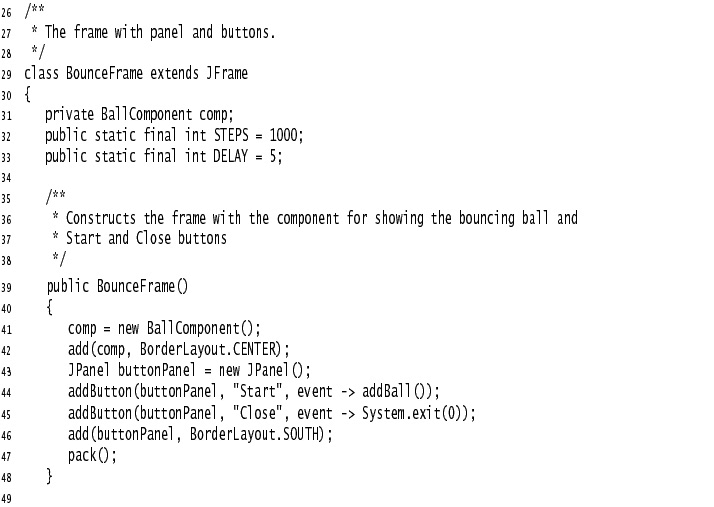 26 /**
27  * The frame with panel and buttons.
28  */
29 class BounceFrame extends JFrame
30 {
31    private BallComponent comp;
32    public static final int STEPS = 1000;
33    public static final int DELAY = 5;
34
35    /**
36     * Constructs the frame with the component for showing the bouncing ball and
37     * Start and Close buttons
38     */
39    public BounceFrame()
40    {
41       comp = new BallComponent();
42       add(comp, BorderLayout.CENTER);
43       JPanel buttonPanel = new JPanel();
44       addButton(buttonPanel, "Start", event -> addBall());
45       addButton(buttonPanel, "Close", event -> System.exit(0));
46       add(buttonPanel, BorderLayout.SOUTH);
47       pack();
48    }
49